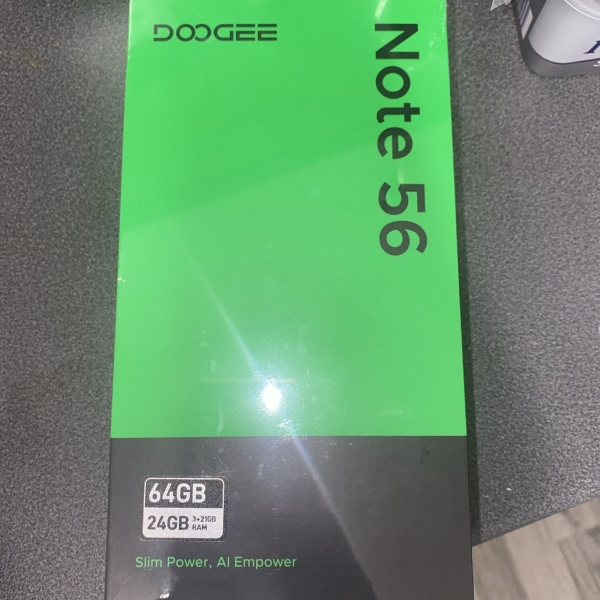 DOOGEE
Note 56
64GB
24GB 3+21GB RAM
Slim Power, AI Empower